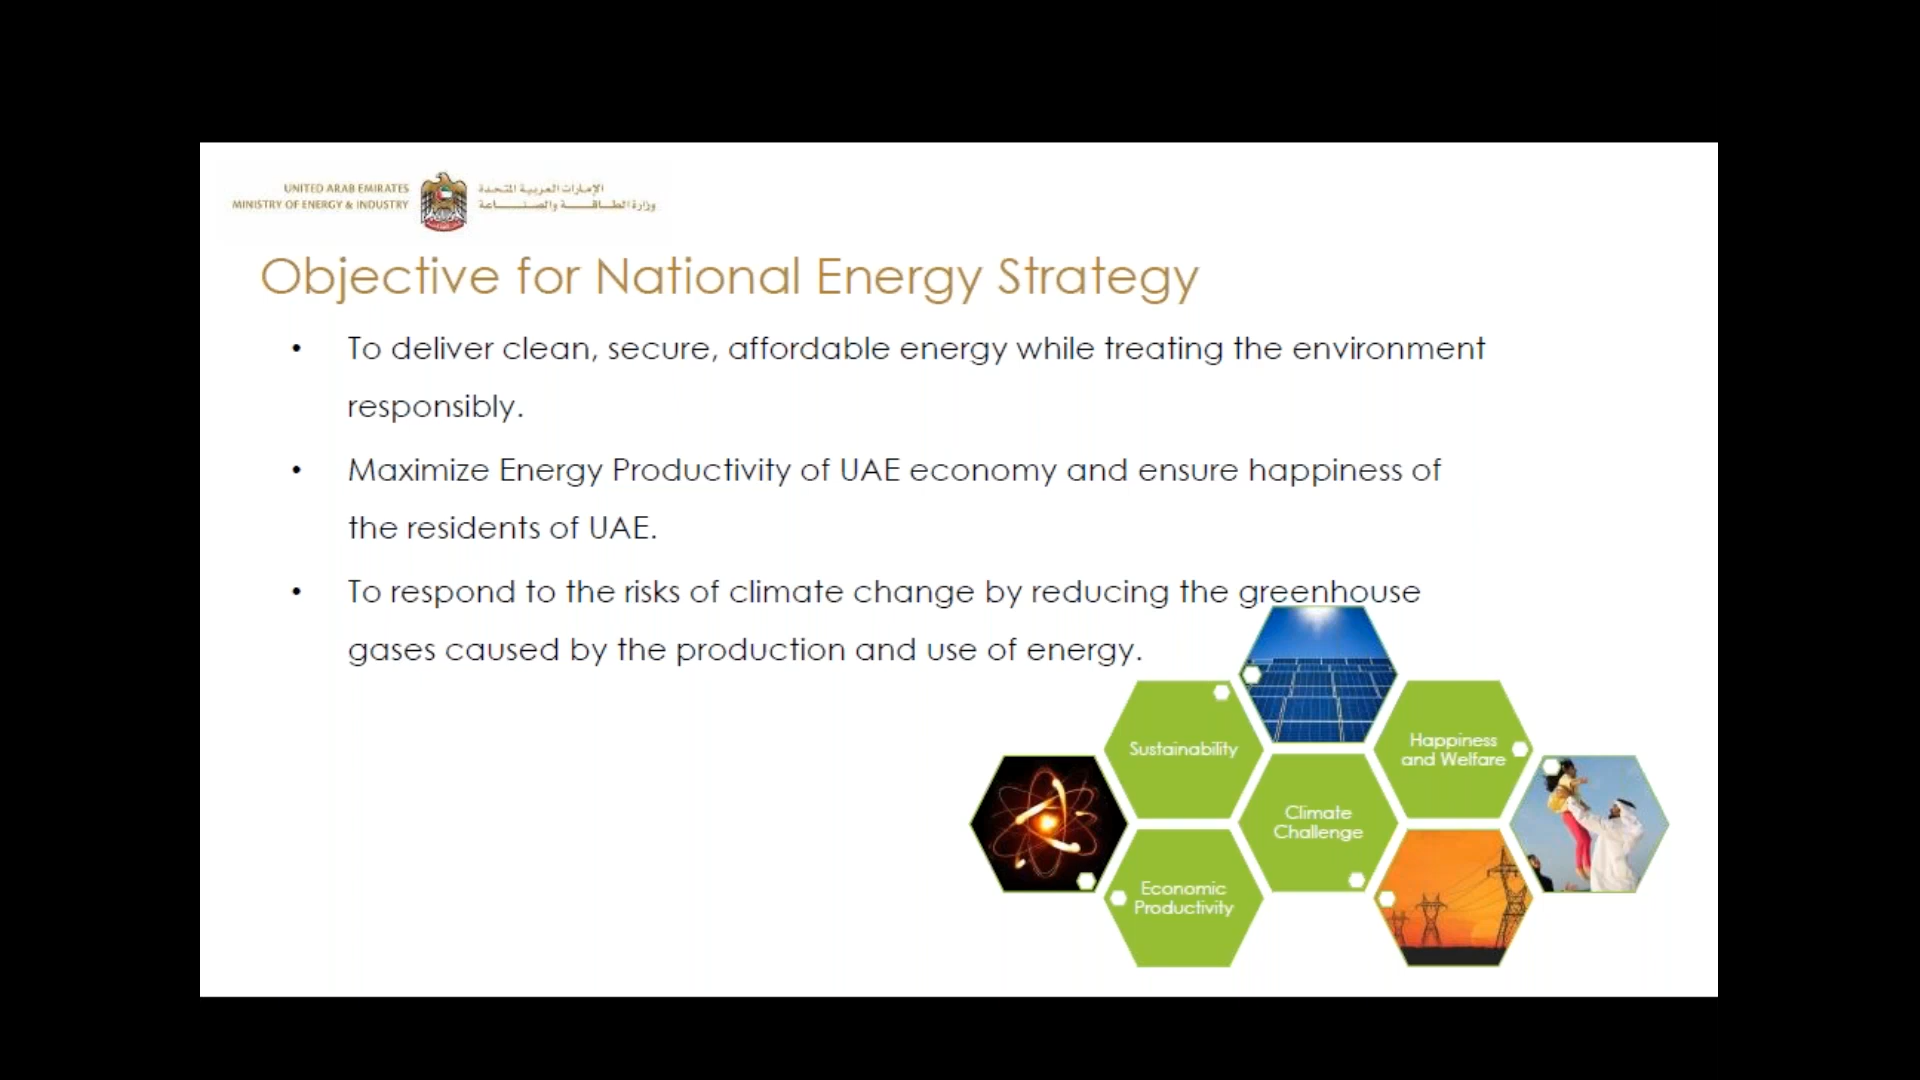 UNITED ARAB EMIRATES
MINISTRY OF ENERGY & INDUSTRY
الإمارات العربية المتحدة
وزارة الطاقة والصناعة
Objective for National Energy Strategy
• To deliver clean, secure, affordable energy while treating the environment
responsibly.
• Maximize Energy Productivity of UAE economy and ensure happiness of
the residents of UAE.
• To respond to the risks of climate change by reducing the greenhouse
gases caused by the production and use of energy.
Sustainability
Happiness
and Welfare
Climate
Challenge
Economic
Productivity